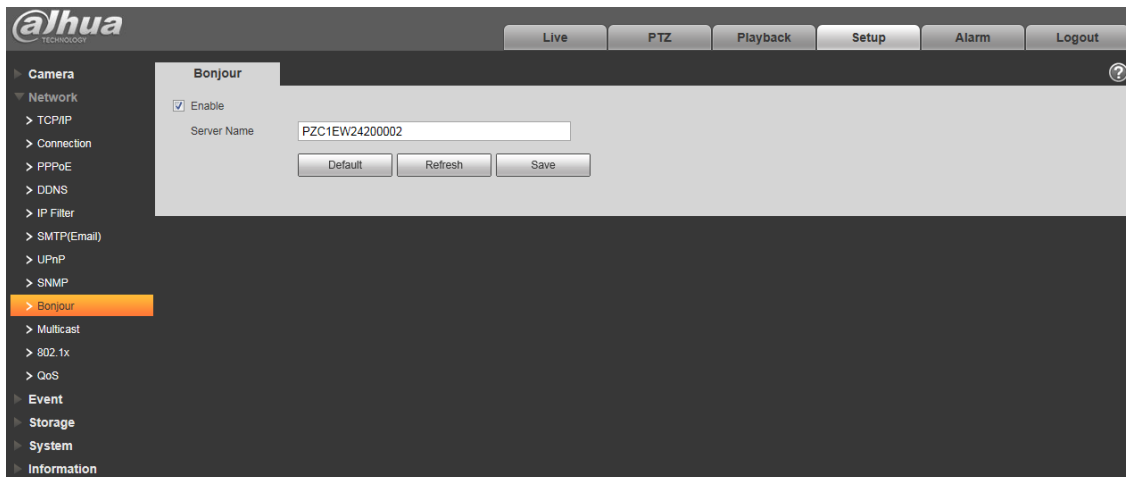 alhua
TECHNOLOGY
Live PTZ Playback Setup Alarm Logout
Camera
Network
> TCP/IP
> Connection
> PPPoE
> DDNS
> IP Filter
> SMTP(Email)
> UPnP
> SNMP
> Bonjour
> Multicast
> 802.1x
> QoS
Event
Storage
System
Information
Bonjour
?
Enable
Server Name PZC1EW24200002
Default Refresh Save